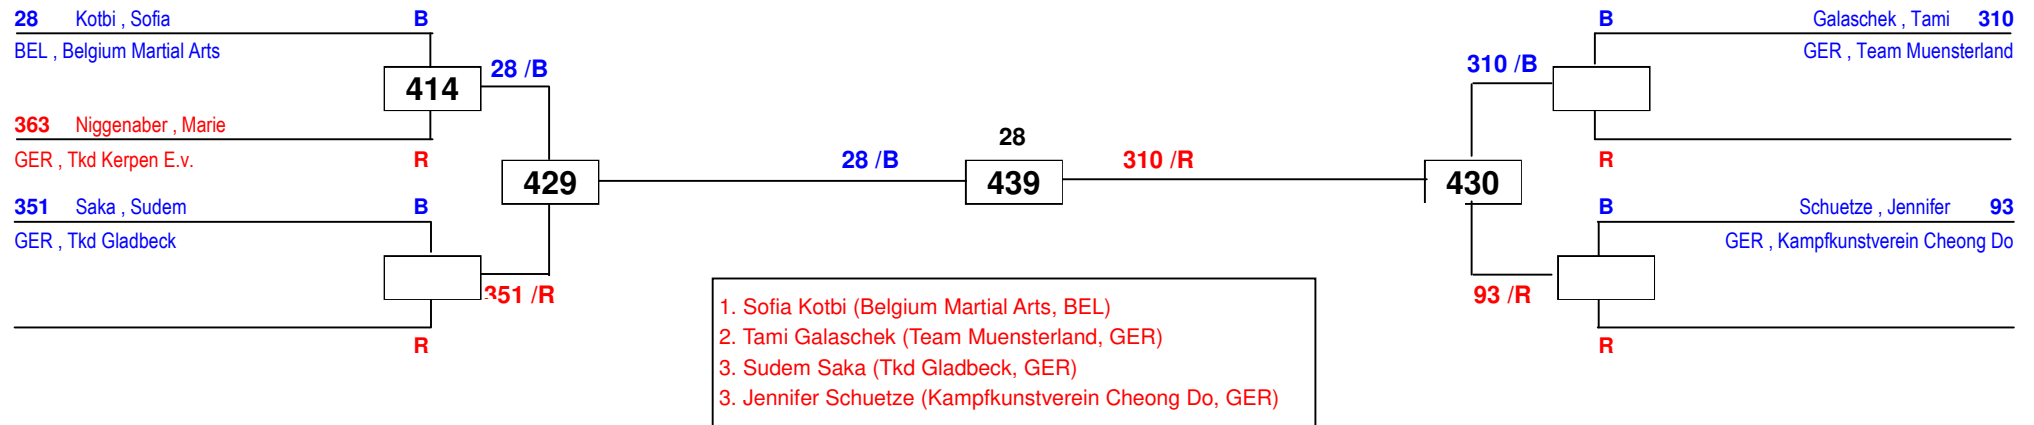 28 Kotbi , Sofia B
BEL , Belgium Martial Arts
414
28 /B
363 Niggenaber , Marie
GER , Tkd Kerpen E.v. R
429
351 Saka , Sudem B
GER , Tkd Gladbeck
351 /R
R
28 /B
28
439
310 /R
430
B Galaschek , Tami 310
GER , Team Muensterland
310 /B
R
B Schuetze , Jennifer 93
GER , Kampfkunstverein Cheong Do
93 /R
R
1. Sofia Kotbi (Belgium Martial Arts, BEL)
2. Tami Galaschek (Team Muensterland, GER)
3. Sudem Saka (Tkd Gladbeck, GER)
3. Jennifer Schuetze (Kampfkunstverein Cheong Do, GER)